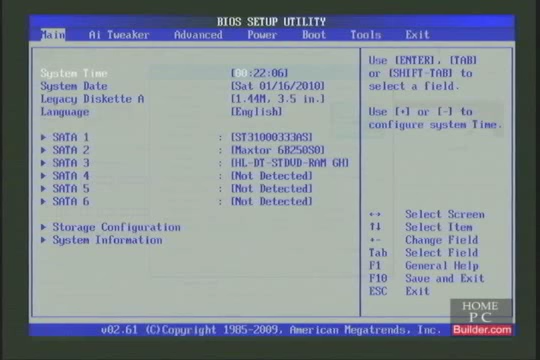 BIOS SETUP UTILITY
Main Ai Tweaker Advanced Power Boot Tools Exit
System Time [00:22:06]
System Date [Sat 01/16/2010]
Legacy Diskette A [1.44M, 3.5 in.]
Language [English]
SATA 1 : [ST31000333AS]
SATA 2 : [Maxtor 6B250S0]
SATA 3 : [HL-DT-STDVD-RAM GH]
SATA 4 : [Not Detected]
SATA 5 : [Not Detected]
SATA 6 : [Not Detected]
Storage Configuration
System Information
Use [ENTER], [TAB]
or [SHIFT-TAB] to
select a field.
Use [+] or [-] to
configure system Time.
↔ Select Screen
↑↓ Select Item
+- Change Field
Tab Select Field
F1 General Help
F10 Save and Exit
ESC Exit
v02.61 (C)Copyright 1985-2009, American Megatrends, Inc.
HOME
PC
Builder.com